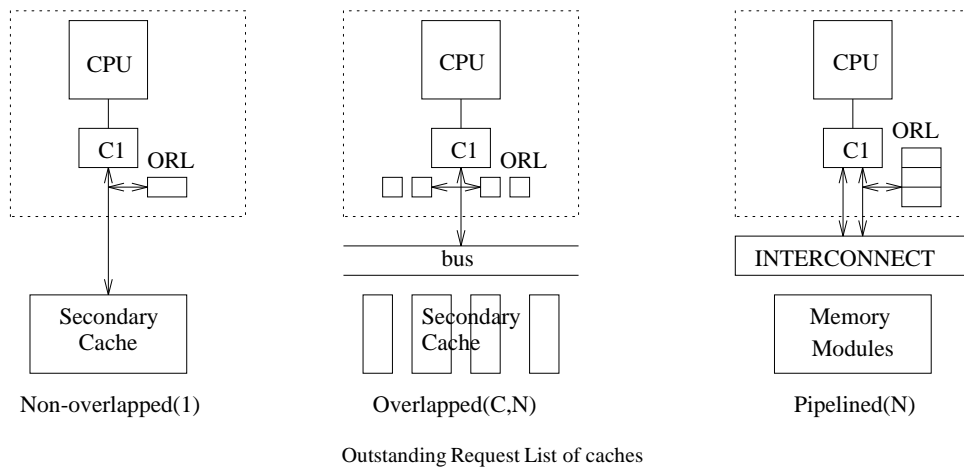 CPU
C1
ORL
Secondary
Cache
Non-overlapped(1)
CPU
C1
ORL
bus
Secondary
Cache
Overlapped(C,N)
CPU
C1
ORL
INTERCONNECT
Memory
Modules
Pipelined(N)
Outstanding Request List of caches